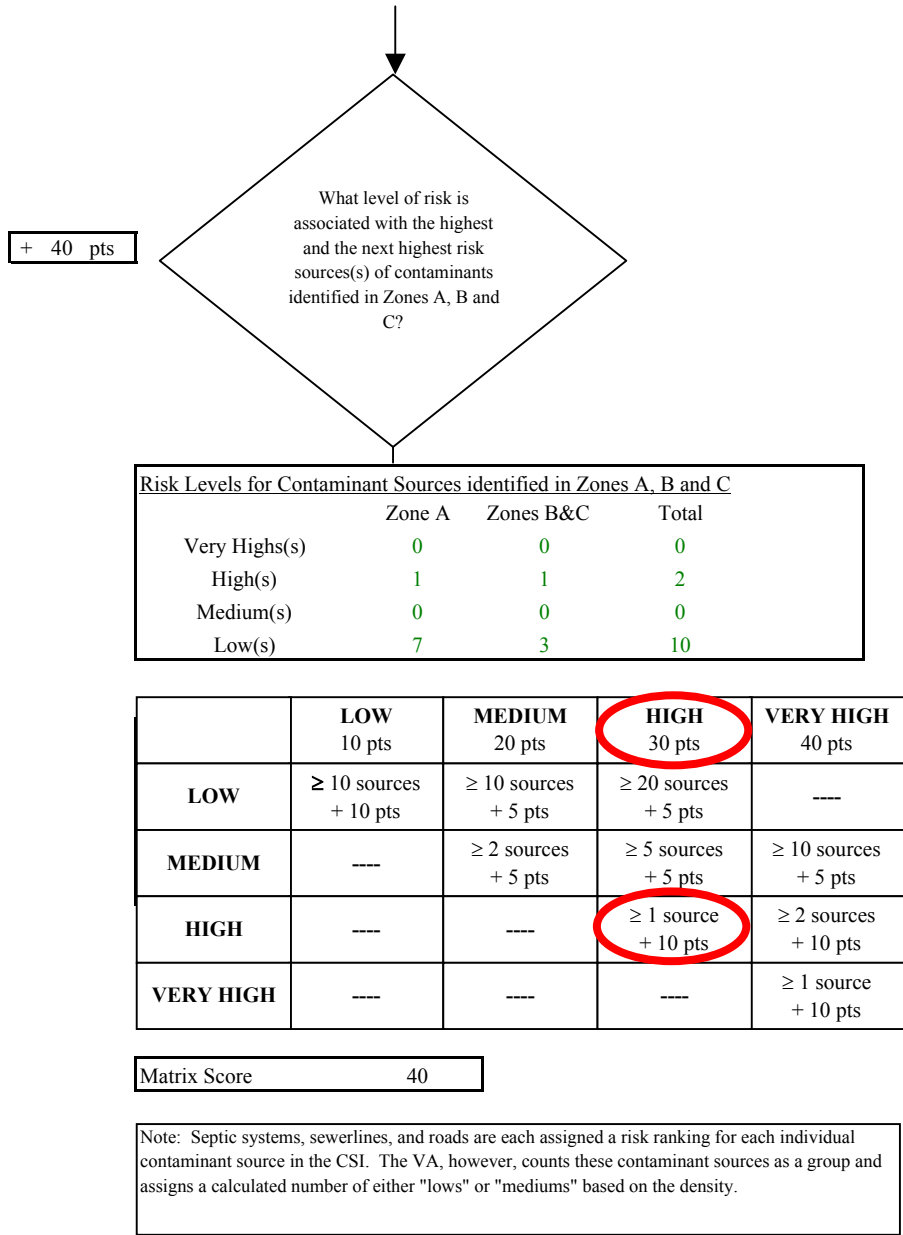 What level of risk is
associated with the highest
and the next highest risk
sources(s) of contaminants
identified in Zones A, B and
C?
+ 40 pts
Risk Levels for Contaminant Sources identified in Zones A, B and C
Zone A Zones B&C Total
Very Highs(s) 0 0 0
High(s) 1 1 2
Medium(s) 0 0 0
Low(s) 7 3 10
LOW MEDIUM HIGH VERY HIGH
10 pts 20 pts 30 pts 40 pts
LOW ≥ 10 sources ≥ 10 sources ≥ 20 sources ----
+ 10 pts + 5 pts + 5 pts
MEDIUM ---- ≥ 2 sources ≥ 5 sources ≥ 10 sources
+ 5 pts + 5 pts + 5 pts
HIGH ---- ---- ≥ 1 source ≥ 2 sources
+ 10 pts + 10 pts
VERY HIGH ---- ---- ---- ≥ 1 source
+ 10 pts
Matrix Score 40
Note: Septic systems, sewerlines, and roads are each assigned a risk ranking for each individual
contaminant source in the CSI. The VA, however, counts these contaminant sources as a group and
assigns a calculated number of either "lows" or "mediums" based on the density.